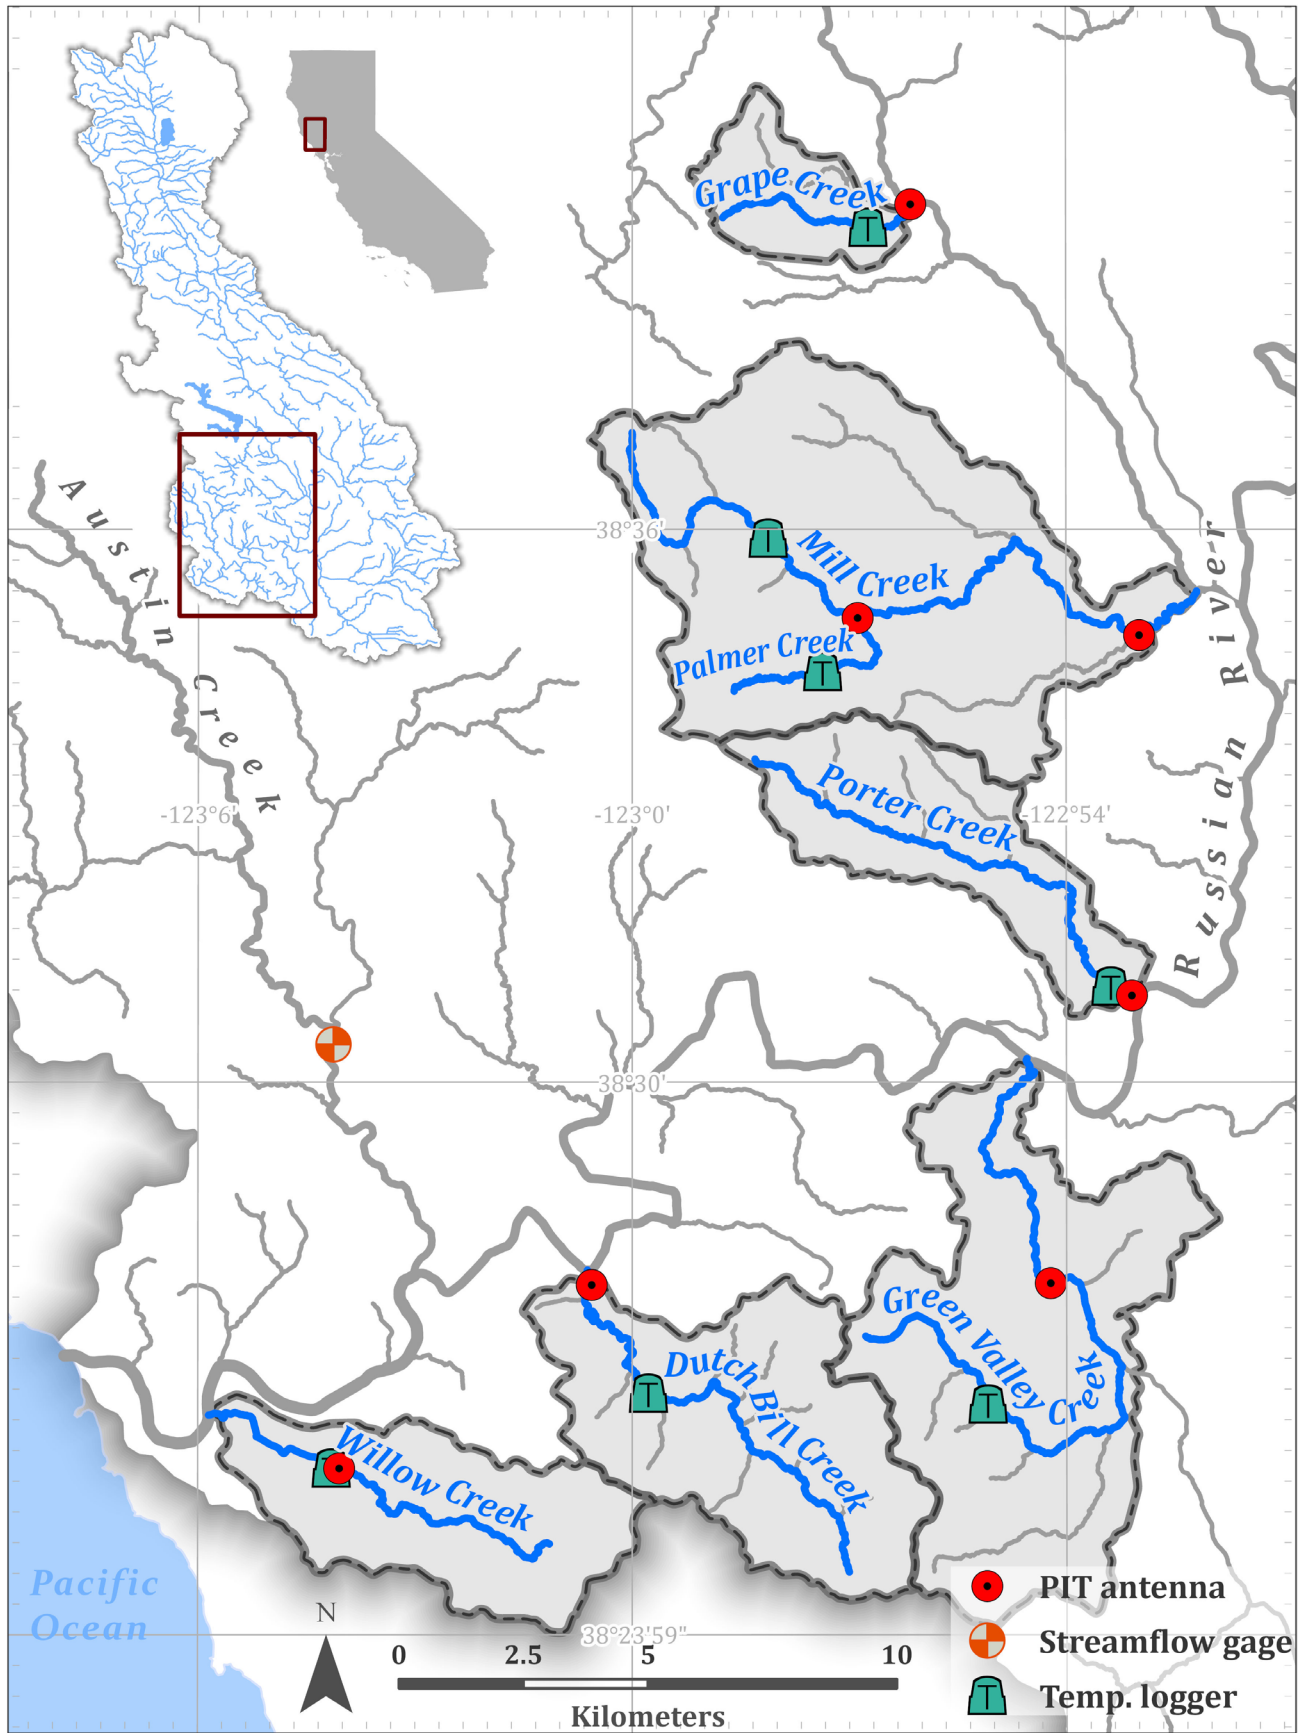 Grape Creek
Austin Creek
38°36'
Mill Creek
Palmer Creek
Russian River
-123°6'
-123°0'
-122°54'
Porter Creek
38°30'
Green Valley Creek
Dutch Bill Creek
Willow Creek
Pacific
Ocean
N
38°23'59"
0 2.5 5 10
Kilometers
PIT antenna
Streamflow gage
T Temp. logger
T
T
T
T
T
T